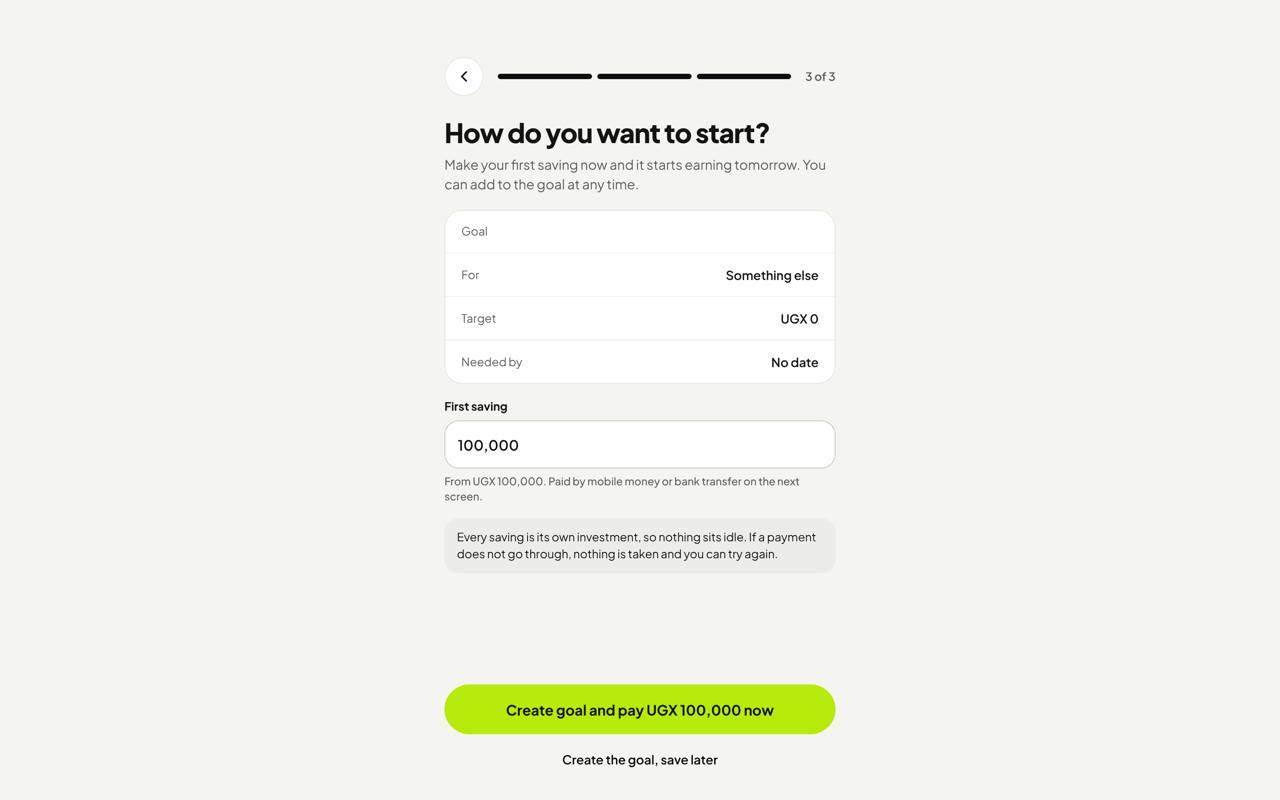 3 of 3
How do you want to start?
Make your first saving now and it starts earning tomorrow. You
can add to the goal at any time.
Goal
For Something else
Target UGX 0
Needed by No date
First saving
100,000
From UGX 100,000. Paid by mobile money or bank transfer on the next
screen.
Every saving is its own investment, so nothing sits idle. If a payment
does not go through, nothing is taken and you can try again.
Create goal and pay UGX 100,000 now
Create the goal, save later